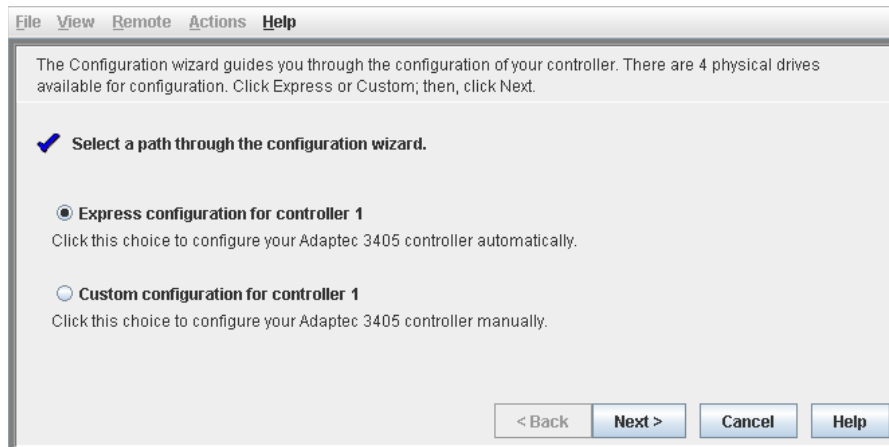 File View Remote Actions Help
The Configuration wizard guides you through the configuration of your controller. There are 4 physical drives
available for configuration. Click Express or Custom; then, click Next.
Select a path through the configuration wizard.
Express configuration for controller 1
Click this choice to configure your Adaptec 3405 controller automatically.
Custom configuration for controller 1
Click this choice to configure your Adaptec 3405 controller manually.
< Back Next > Cancel Help